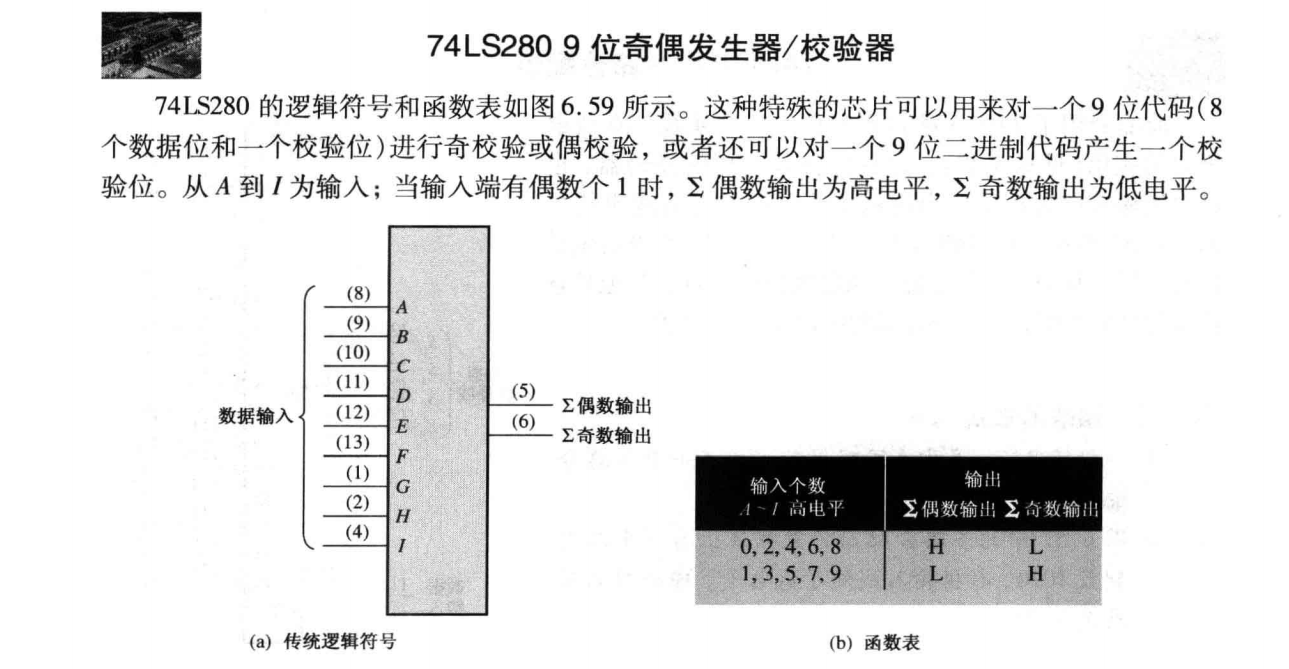 74LS280 9 位奇偶发生器/校验器
74LS280 的逻辑符号和函数表如图6.59 所示。这种特殊的芯片可以用来对一个9 位代码(8
个数据位和一个校验位)进行奇校验或偶校验, 或者还可以对一个9 位二进制代码产生一个校
验位。从 A 到 I 为输入; 当输入端有偶数个 1 时, Σ 偶数输出为高电平, Σ 奇数输出为低电平。
数据输入
(8) A
(9) B
(10) C
(11) D
(12) E
(13) F
(1) G
(2) H
(4) I
(5) Σ偶数输出
(6) Σ奇数输出
(a) 传统逻辑符号
输入个数
A~I 高电平
输出
Σ偶数输出 Σ奇数输出
0, 2, 4, 6, 8 H L
1, 3, 5, 7, 9 L H
(b) 函数表